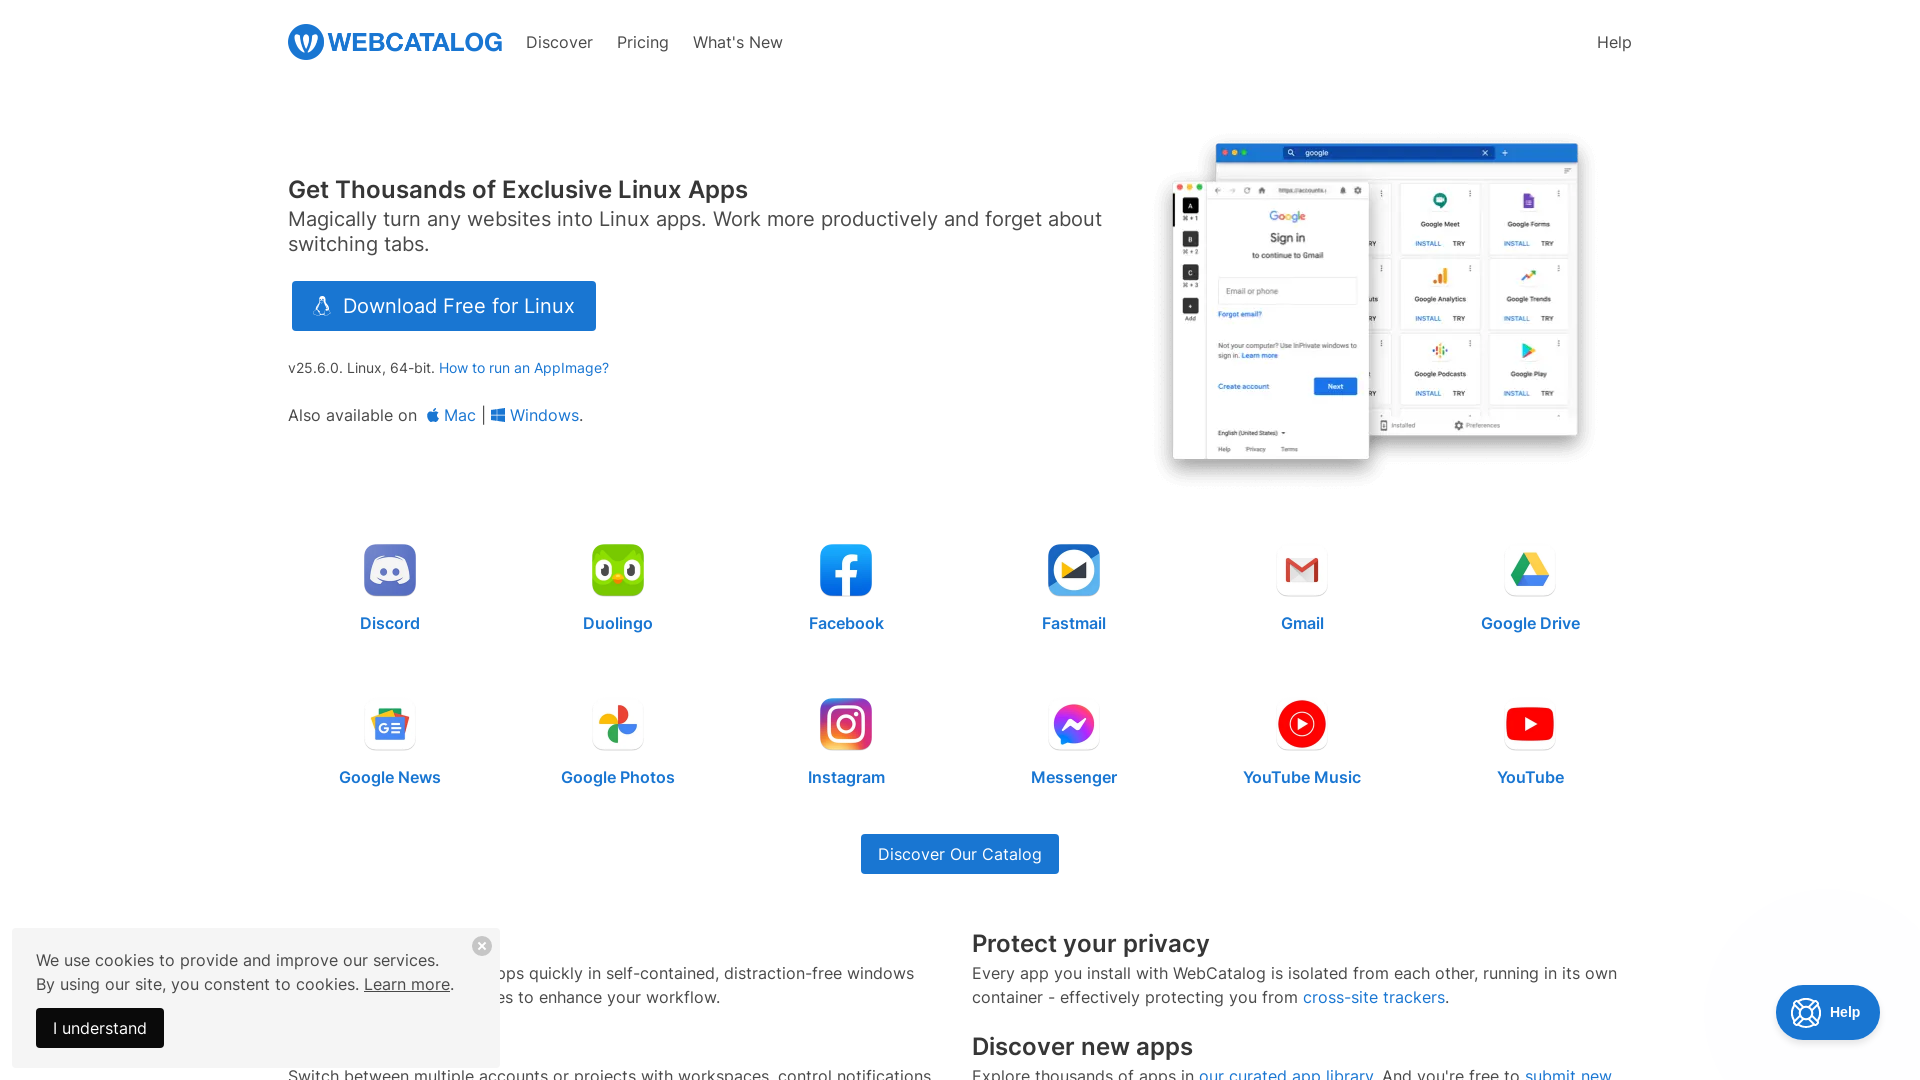 WEBCATALOG Discover Pricing What's New Help
Get Thousands of Exclusive Linux Apps
Magically turn any websites into Linux apps. Work more productively and forget about
switching tabs.
Download Free for Linux
v25.6.0. Linux, 64-bit. How to run an AppImage?
Also available on Mac | Windows.
google
https://accounts.
A
⌘ + 1
B
⌘ + 2
C
⌘ + 3
Add
Google
Sign in
to continue to Gmail
Email or phone
Forgot email?
Not your computer? Use InPrivate windows to
sign in. Learn more
Create account Next
English (United States)
Help Privacy Terms
Google Meet Google Forms
INSTALL TRY INSTALL TRY
Google Analytics Google Trends
INSTALL TRY INSTALL TRY
Google Podcasts Google Play
INSTALL TRY INSTALL TRY
Installed Preferences
Discord Duolingo Facebook Fastmail Gmail Google Drive
Google News Google Photos Instagram Messenger YouTube Music YouTube
Discover Our Catalog
We use cookies to provide and improve our services.
By using our site, you constent to cookies. Learn more.
I understand
quickly in self-contained, distraction-free windows
to enhance your workflow.
Switch between multiple accounts or projects with workspaces, control notifications
Protect your privacy
Every app you install with WebCatalog is isolated from each other, running in its own
container - effectively protecting you from cross-site trackers.
Discover new apps
Explore thousands of apps in our curated app library. And you're free to submit new
Help